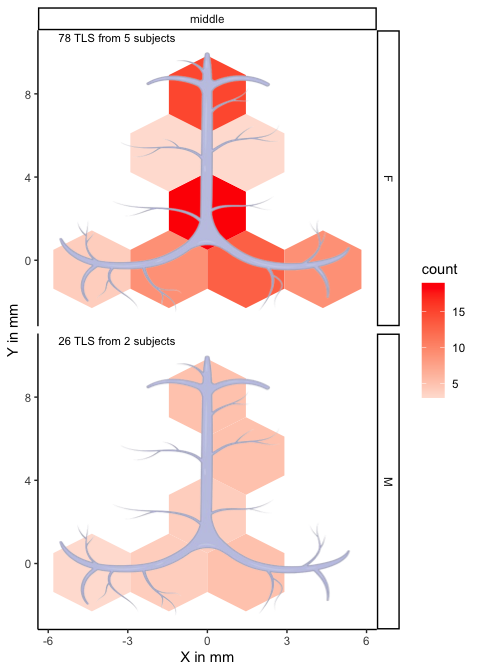 middle
78 TLS from 5 subjects
8
4
0
F
26 TLS from 2 subjects
8
4
0
M
-6 -3 0 3 6
X in mm
Y in mm
count
15
10
5